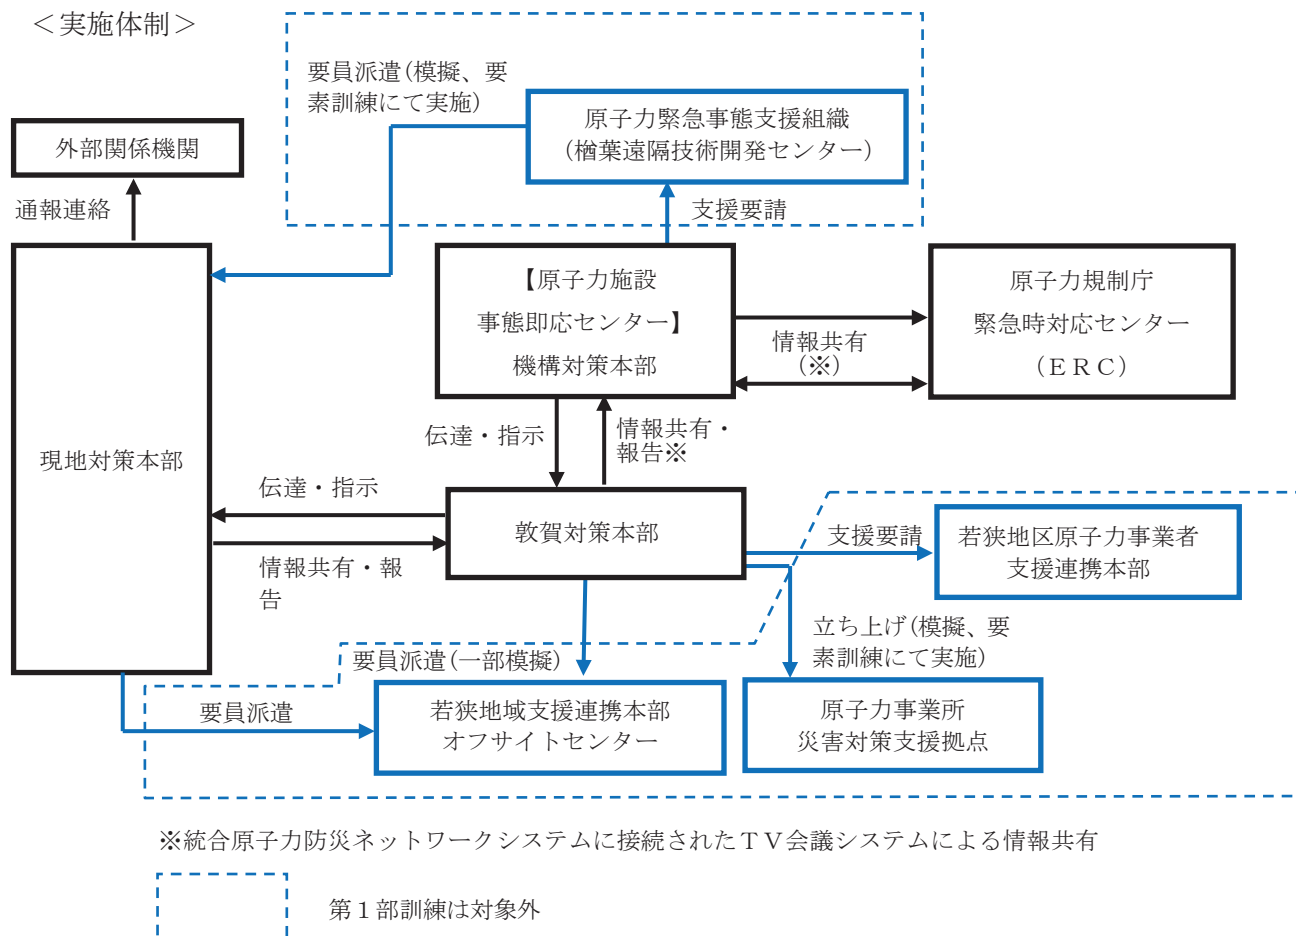 ＜実施体制＞
要員派遣(模擬、要
素訓練にて実施)
原子力緊急事態支援組織
(楢葉遠隔技術開発センター)
外部関係機関
通報連絡
支援要請
【原子力施設
事態即応センター】
機構対策本部
原子力規制庁
緊急時対応センター
（ＥＲＣ）
情報共有
(※)
伝達・指示
情報共有・
報告※
現地対策本部
伝達・指示
敦賀対策本部
情報共有・報
告
支援要請
若狭地区原子力事業者
支援連携本部
立ち上げ(模擬、要
素訓練にて実施)
要員派遣(一部模擬)
要員派遣
若狭地域支援連携本部
オフサイトセンター
原子力事業所
災害対策支援拠点
※統合原子力防災ネットワークシステムに接続されたＴＶ会議システムによる情報共有
第１部訓練は対象外